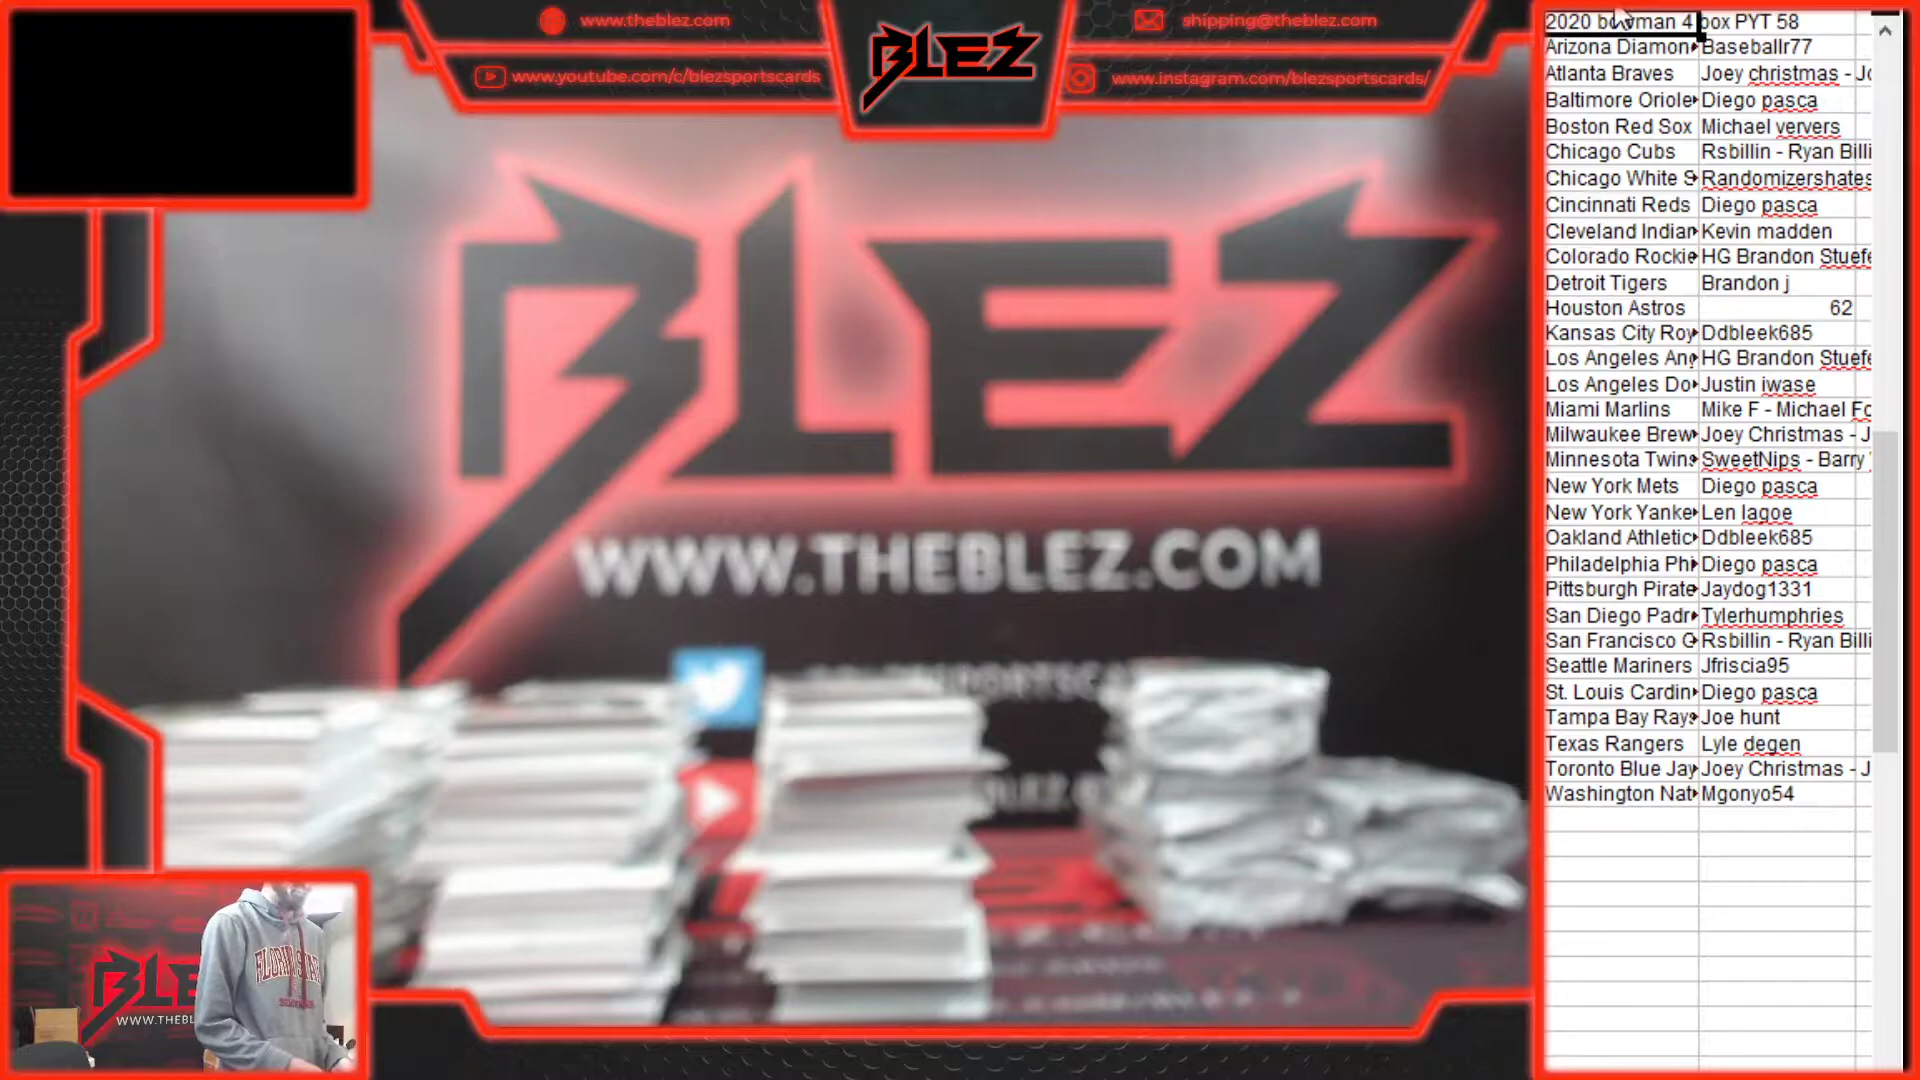 www.theblez.com
shipping@theblez.com
BLEZ
www.youtube.com/c/blezsportscards
www.instagram.com/blezsportscards/
BLEZ
WWW.THEBLEZ.COM
BLEZ
WWW.THEBL
FLORIDA STATE
2020 bowman 4 box PYT 58
Arizona Diamon Baseballr77
Atlanta Braves Joey christmas - Jo
Baltimore Oriole Diego pasca
Boston Red Sox Michael ververs
Chicago Cubs Rsbillin - Ryan Billi
Chicago White S Randomizershates
Cincinnati Reds Diego pasca
Cleveland Indian Kevin madden
Colorado Rockie HG Brandon Stuefe
Detroit Tigers Brandon j
Houston Astros 62
Kansas City Roy Ddbleek685
Los Angeles Ang HG Brandon Stuefe
Los Angeles Do Justin iwase
Miami Marlins Mike F - Michael Fo
Milwaukee Brew Joey Christmas - J
Minnesota Twins SweetNips - Barry
New York Mets Diego pasca
New York Yanke Len lagoe
Oakland Athletic Ddbleek685
Philadelphia Phi Diego pasca
Pittsburgh Pirate Jaydog1331
San Diego Padr Tylerhumphries
San Francisco G Rsbillin - Ryan Billi
Seattle Mariners Jfriscia95
St. Louis Cardin Diego pasca
Tampa Bay Rays Joe hunt
Texas Rangers Lyle degen
Toronto Blue Jay Joey Christmas - J
Washington Nat Mgonyo54